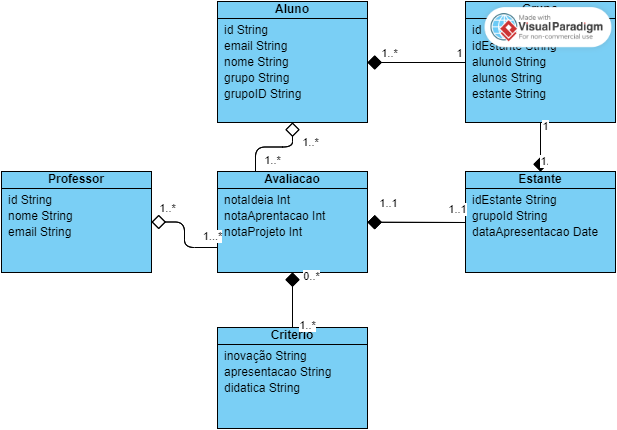 Aluno
id String
email String
nome String
grupo String
grupoID String
1..*
1
Made with
VisualParadigm
For non-commercial use
id
idEstante String
alunoId String
alunos String
estante String
1..*
1..*
1
1.
Professor
id String
nome String
email String
1..*
1...*
Avaliacao
notaIdeia Int
notaAprentacao Int
notaProjeto Int
1..1
1..1
Estante
idEstante String
grupoId String
dataApresentacao Date
0..*
1..*
Criterio
inovação String
apresentacao String
didatica String